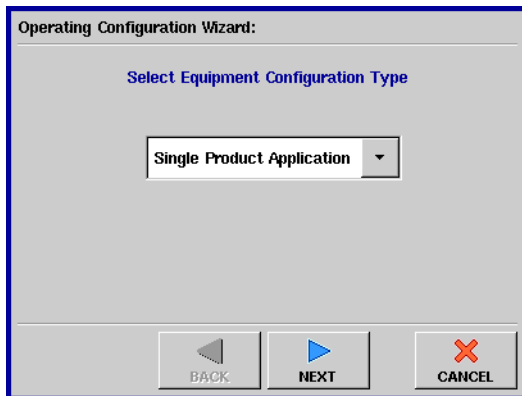 Operating Configuration Wizard:
Select Equipment Configuration Type
Single Product Application
BACK NEXT CANCEL